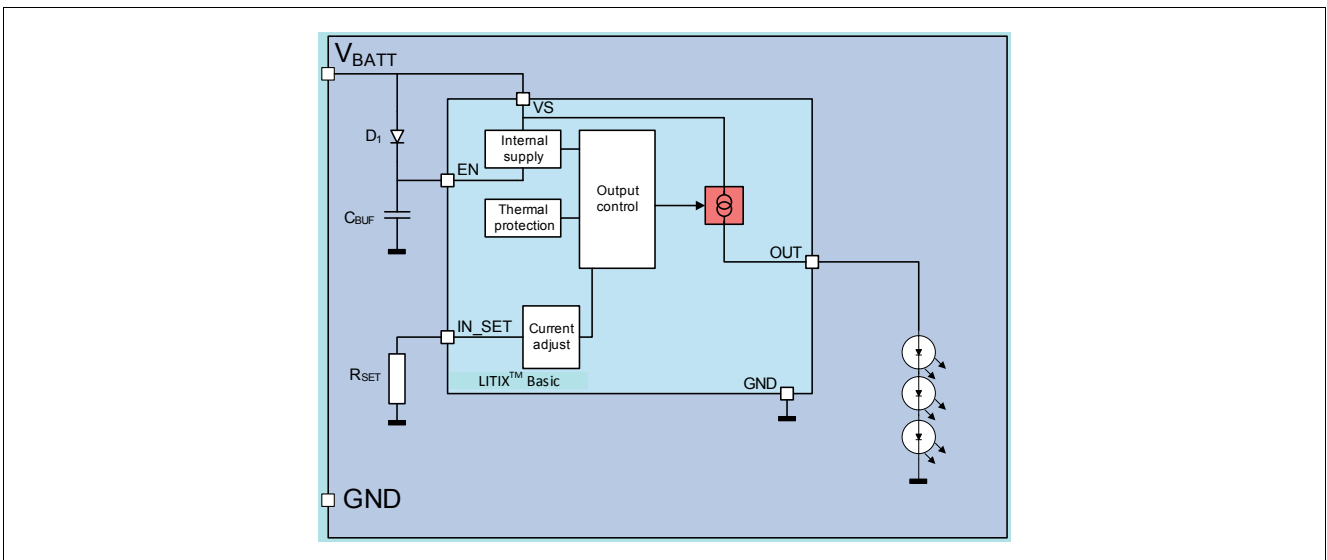 VBATT
VS
D1
Internal
supply
EN
Output
control
CBUF
Thermal
protection
OUT
IN_SET
Current
adjust
RSET
LITIX™ Basic
GND
GND